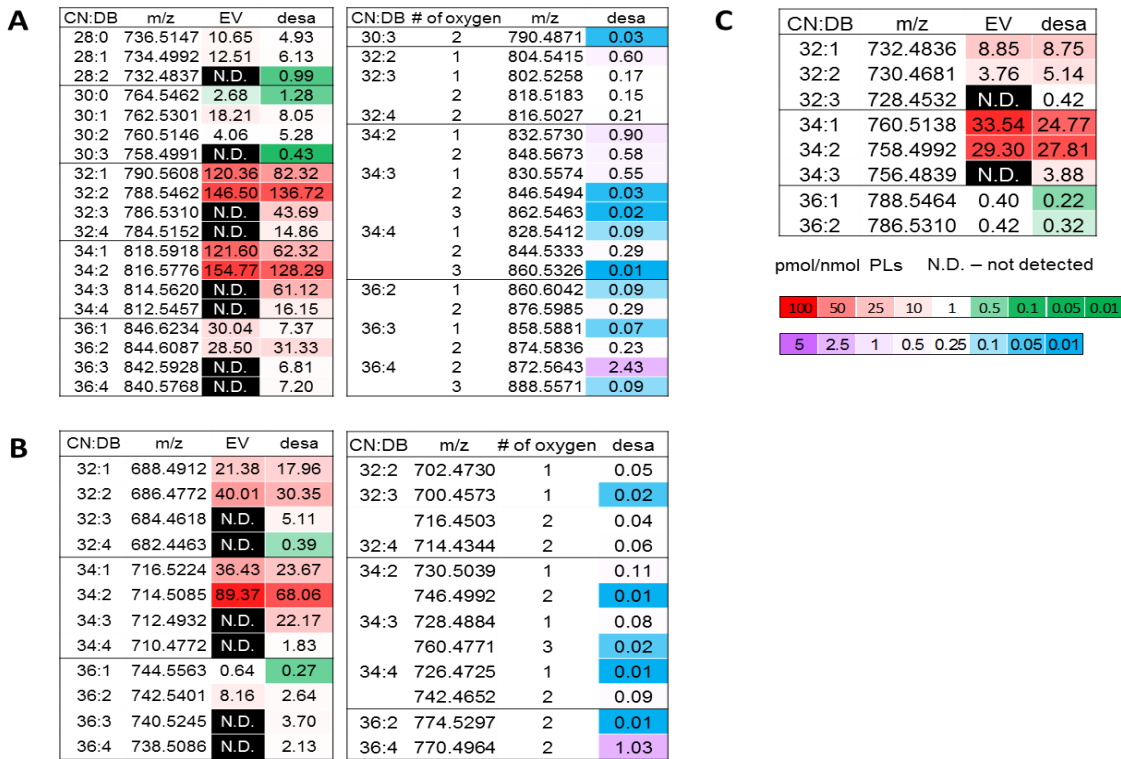 A
CN:DB m/z EV desa
28:0 736.5147 10.65 4.93
28:1 734.4992 12.51 6.13
28:2 732.4837 N.D. 0.99
30:0 764.5462 2.68 1.28
30:1 762.5301 18.21 8.05
30:2 760.5146 4.06 5.28
30:3 758.4991 N.D. 0.43
32:1 790.5608 120.36 82.32
32:2 788.5462 146.50 136.72
32:3 786.5310 N.D. 43.69
32:4 784.5152 N.D. 14.86
34:1 818.5918 121.60 62.32
34:2 816.5776 154.77 128.29
34:3 814.5620 N.D. 61.12
34:4 812.5457 N.D. 16.15
36:1 846.6234 30.04 7.37
36:2 844.6087 28.50 31.33
36:3 842.5928 N.D. 6.81
36:4 840.5768 N.D. 7.20
CN:DB # of oxygen m/z desa
30:3 2 790.4871 0.03
32:2 1 804.5415 0.60
32:3 1 802.5258 0.17
2 818.5183 0.15
32:4 2 816.5027 0.21
34:2 1 832.5730 0.90
2 848.5673 0.58
34:3 1 830.5574 0.55
2 846.5494 0.03
3 862.5463 0.02
34:4 1 828.5412 0.09
2 844.5333 0.29
3 860.5326 0.01
36:2 1 860.6042 0.09
2 876.5985 0.29
36:3 1 858.5881 0.07
2 874.5836 0.23
36:4 2 872.5643 2.43
3 888.5571 0.09
C
CN:DB m/z EV desa
32:1 732.4836 8.85 8.75
32:2 730.4681 3.76 5.14
32:3 728.4532 N.D. 0.42
34:1 760.5138 33.54 24.77
34:2 758.4992 29.30 27.81
34:3 756.4839 N.D. 3.88
36:1 788.5464 0.40 0.22
36:2 786.5310 0.42 0.32
pmol/nmol PLs N.D. – not detected
100 50 25 10 1 0.5 0.1 0.05 0.01
5 2.5 1 0.5 0.25 0.1 0.05 0.01
B
CN:DB m/z EV desa
32:1 688.4912 21.38 17.96
32:2 686.4772 40.01 30.35
32:3 684.4618 N.D. 5.11
32:4 682.4463 N.D. 0.39
34:1 716.5224 36.43 23.67
34:2 714.5085 89.37 68.06
34:3 712.4932 N.D. 22.17
34:4 710.4772 N.D. 1.83
36:1 744.5563 0.64 0.27
36:2 742.5401 8.16 2.64
36:3 740.5245 N.D. 3.70
36:4 738.5086 N.D. 2.13
CN:DB m/z # of oxygen desa
32:2 702.4730 1 0.05
32:3 700.4573 1 0.02
716.4503 2 0.04
32:4 714.4344 2 0.06
34:2 730.5039 1 0.11
746.4992 2 0.01
34:3 728.4884 1 0.08
760.4771 3 0.02
34:4 726.4725 1 0.01
742.4652 2 0.09
36:2 774.5297 2 0.01
36:4 770.4964 2 1.03